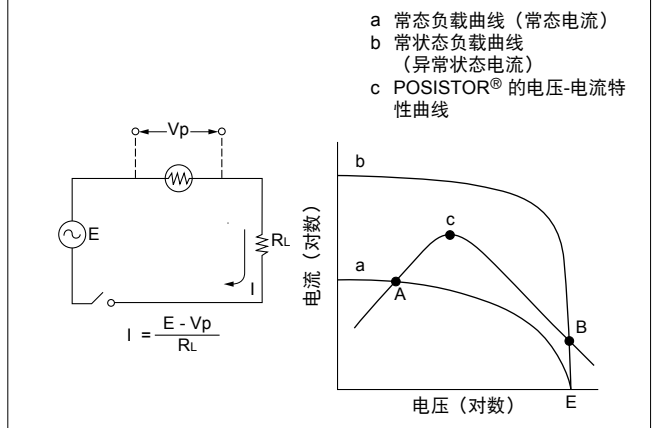 a 常态负载曲线（常态电流）
b 常状态负载曲线
（异常状态电流）
c POSISTOR® 的电压-电流特
性曲线
Vp
E
RL
I
I = E - Vp
RL
电流（对数）
b
c
a
A
B
电压（对数）
E